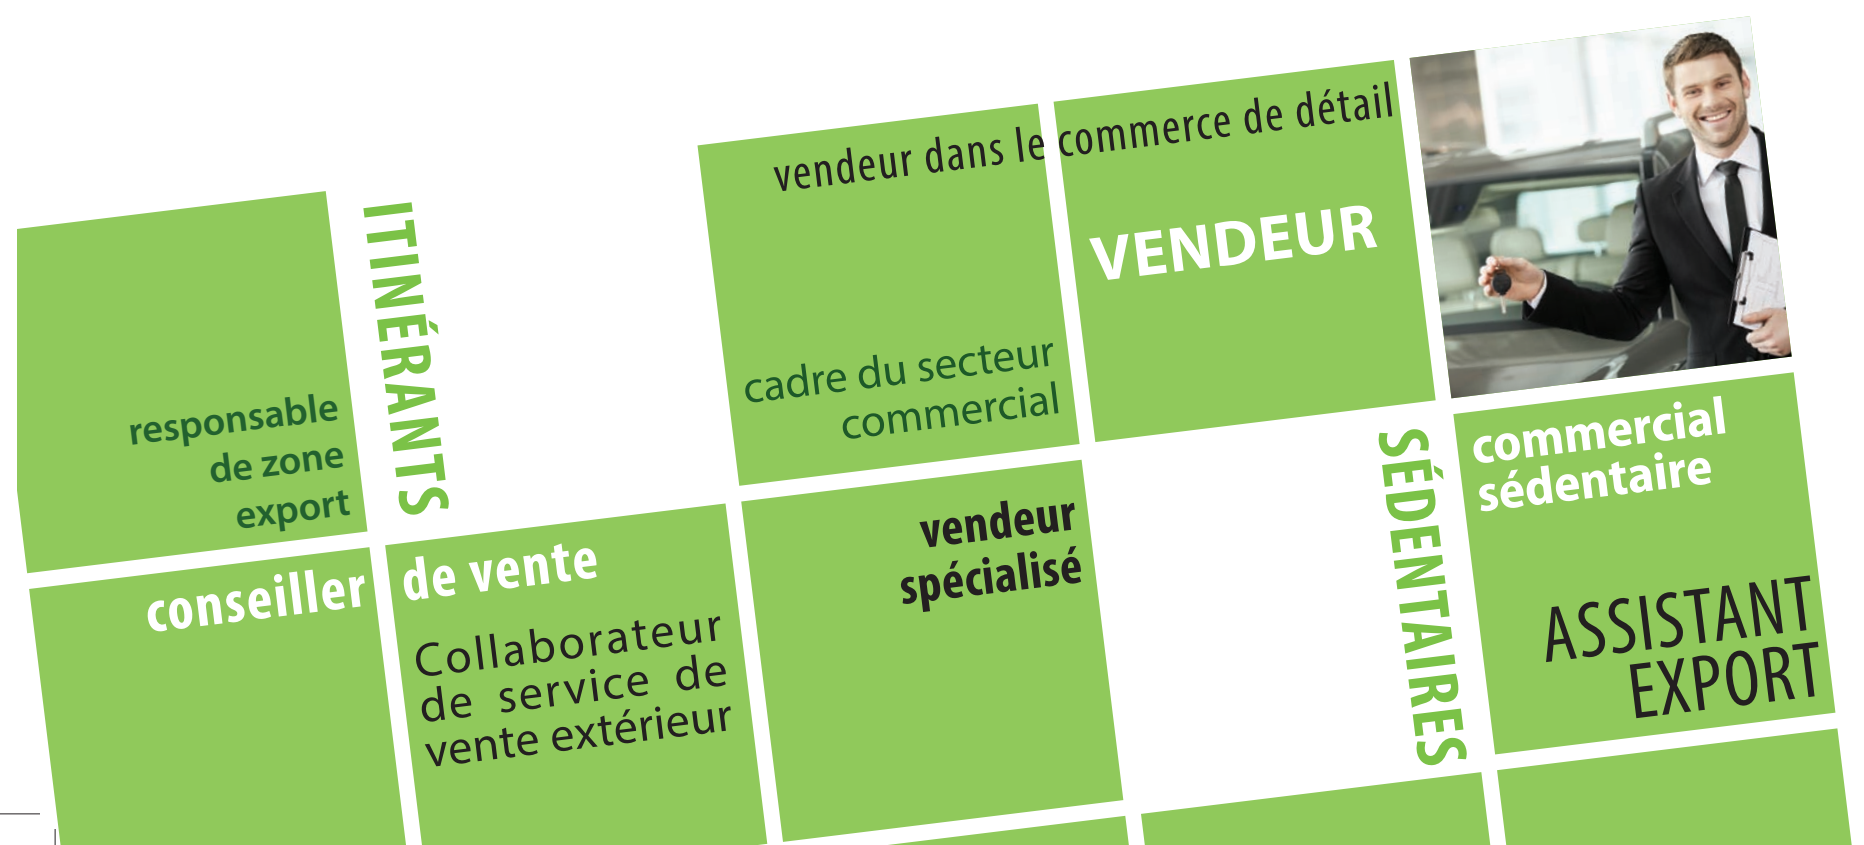 vendeur dans le commerce de détail
VENDEUR
ITINÉRANTS
cadre du secteur
commercial
responsable
de zone
export
SÉDENTAIRES
commercial
sédentaire
vendeur
spécialisé
conseiller de vente
Collaborateur
de service de
vente extérieur
ASSISTANT
EXPORT